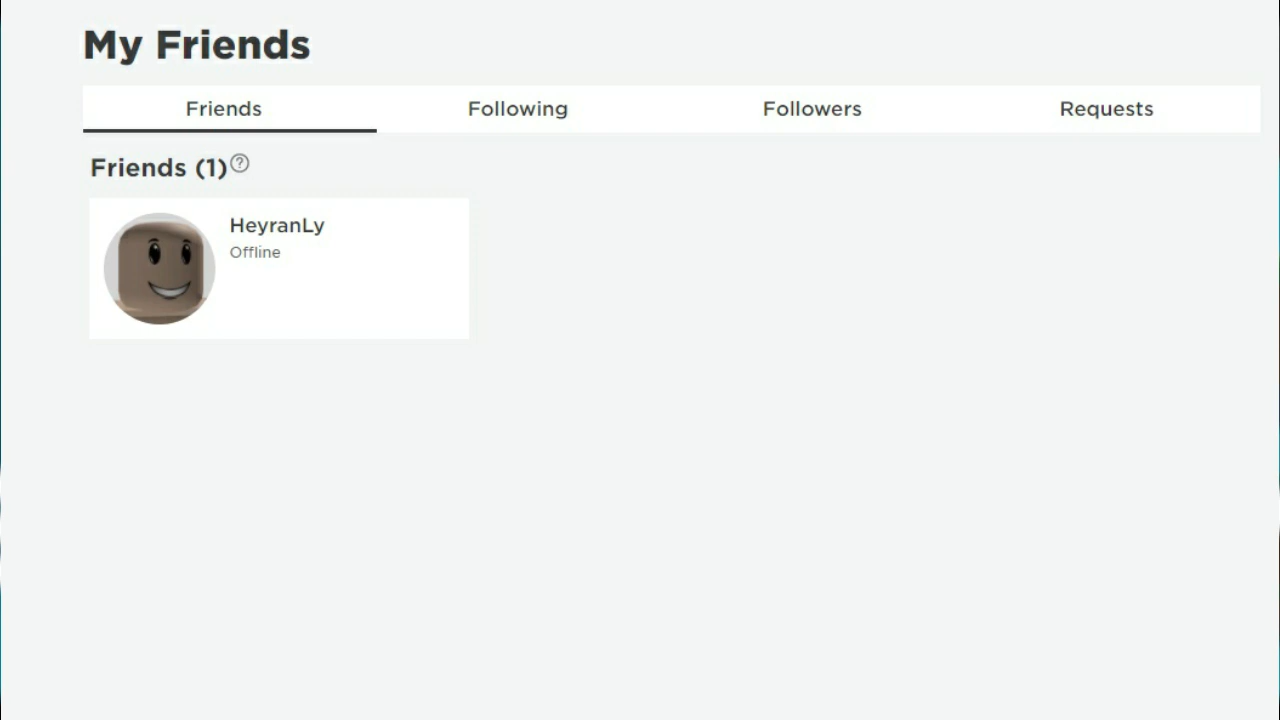 My Friends
Friends Following Followers Requests
Friends (1) ?
HeyranLy
Offline